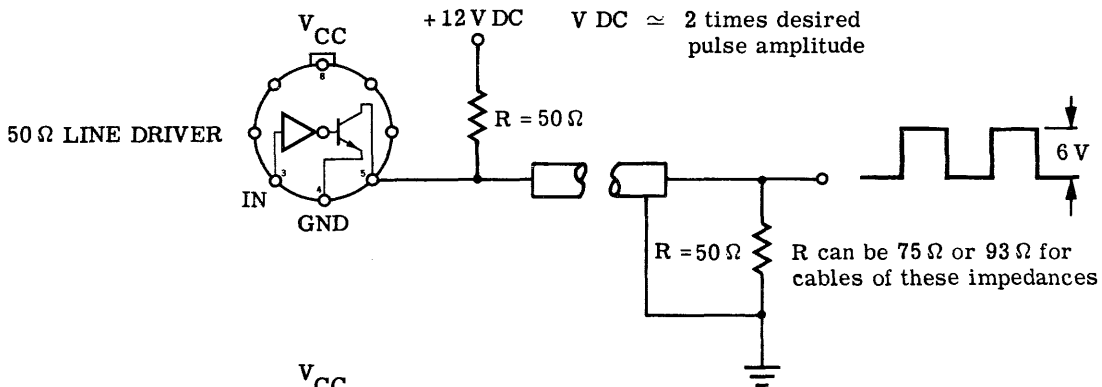 V CC
+12 V DC
V DC ≃ 2 times desired
pulse amplitude
8
R = 50 Ω
50 Ω LINE DRIVER
6 V
3
4
5
IN
GND
R = 50 Ω
R can be 75 Ω or 93 Ω for
cables of these impedances
V CC